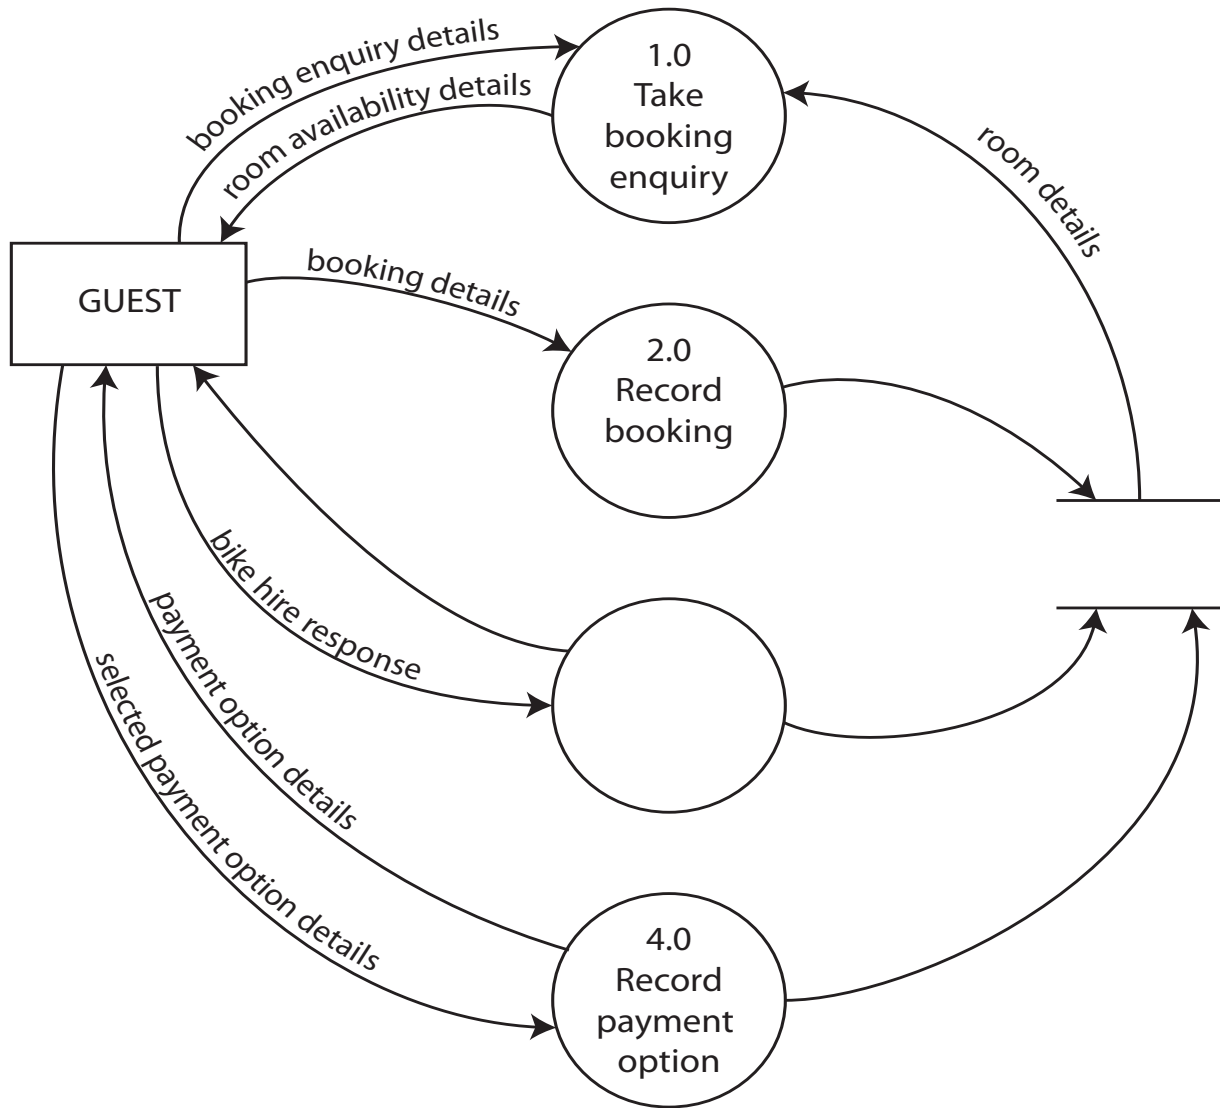 booking enquiry details
room availability details
1.0
Take
booking
enquiry
room details
GUEST
booking details
2.0
Record
booking
bike hire response
payment option details
selected payment option details
4.0
Record
payment
option